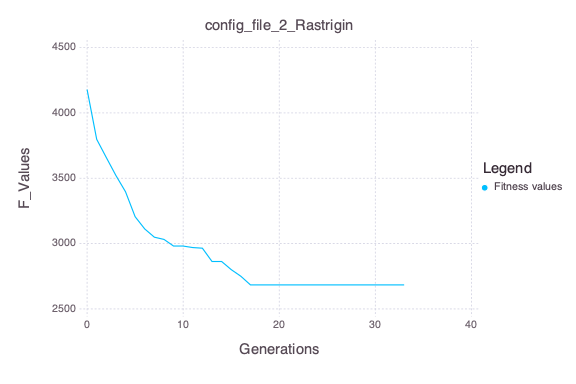 config_file_2_Rastrigin
4500
4000
3500
3000
2500
F_Values
0 10 20 30 40
Generations
Legend
Fitness values